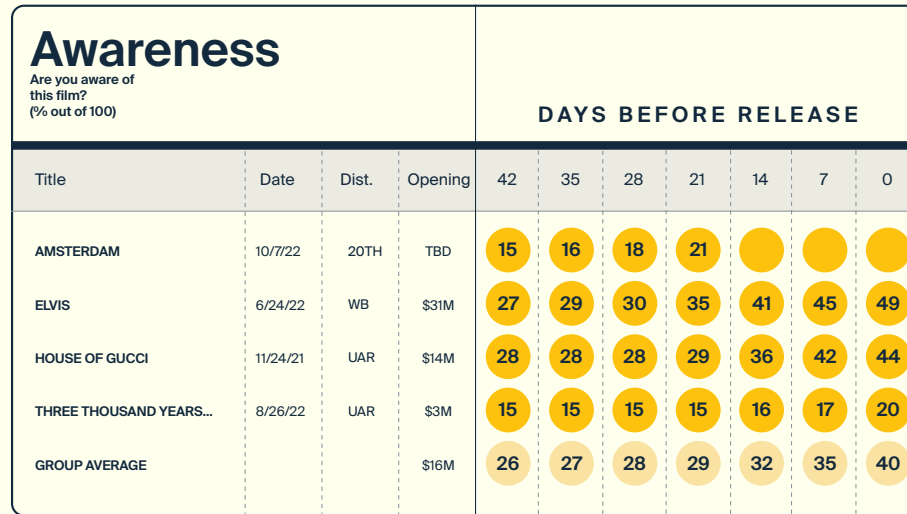 Awareness
Are you aware of
this film?
(% out of 100)
DAYS BEFORE RELEASE
Title Date Dist. Opening 42 35 28 21 14 7 0
AMSTERDAM 10/7/22 20TH TBD 15 16 18 21
ELVIS 6/24/22 WB $31M 27 29 30 35 41 45 49
HOUSE OF GUCCI 11/24/21 UAR $14M 28 28 28 29 36 42 44
THREE THOUSAND YEARS... 8/26/22 UAR $3M 15 15 15 15 16 17 20
GROUP AVERAGE $16M 26 27 28 29 32 35 40